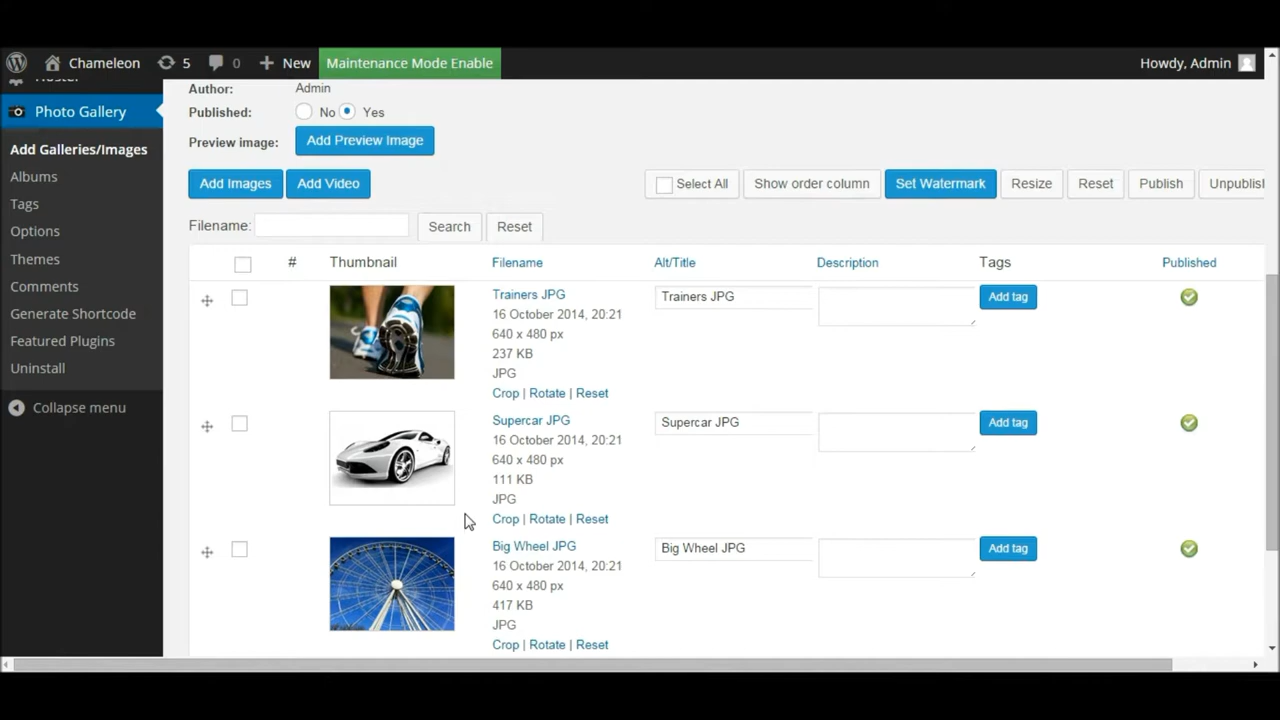 Chameleon 5 0 New Maintenance Mode Enable Howdy, Admin
Photo Gallery
Add Galleries/Images
Albums
Tags
Options
Themes
Comments
Generate Shortcode
Featured Plugins
Uninstall
Collapse menu
Author: Admin
Published: No Yes
Preview image: Add Preview Image
Add Images Add Video Select All Show order column Set Watermark Resize Reset Publish Unpublis
Filename: Search Reset
# Thumbnail Filename Alt/Title Description Tags Published
Trainers JPG Trainers JPG Add tag
16 October 2014, 20:21
640 x 480 px
237 KB
JPG
Crop | Rotate | Reset
Supercar JPG Supercar JPG Add tag
16 October 2014, 20:21
640 x 480 px
111 KB
JPG
Crop | Rotate | Reset
Big Wheel JPG Big Wheel JPG Add tag
16 October 2014, 20:21
640 x 480 px
417 KB
JPG
Crop | Rotate | Reset